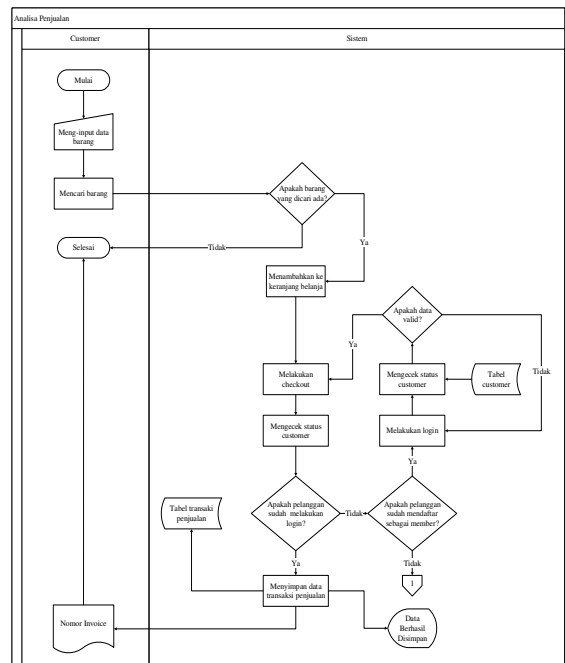 Analisa Penjualan
Customer
Sistem
Mulai
Meng-input data
barang
Mencari barang
Apakah barang
yang dicari ada?
Tidak
Ya
Selesai
Menambahkan ke
keranjang belanja
Apakah data
valid?
Ya
Tidak
Melakukan
checkout
Mengecek status
customer
Tabel
customer
Mengecek status
customer
Melakukan login
Ya
Tabel transaki
penjualan
Apakah pelanggan
sudah melakukan
login?
Tidak
Apakah pelanggan
sudah mendaftar
sebagai member?
Ya
Tidak
Menyimpan data
transaksi penjualan
1
Nomor Invoice
Data
Berhasil
Disimpan